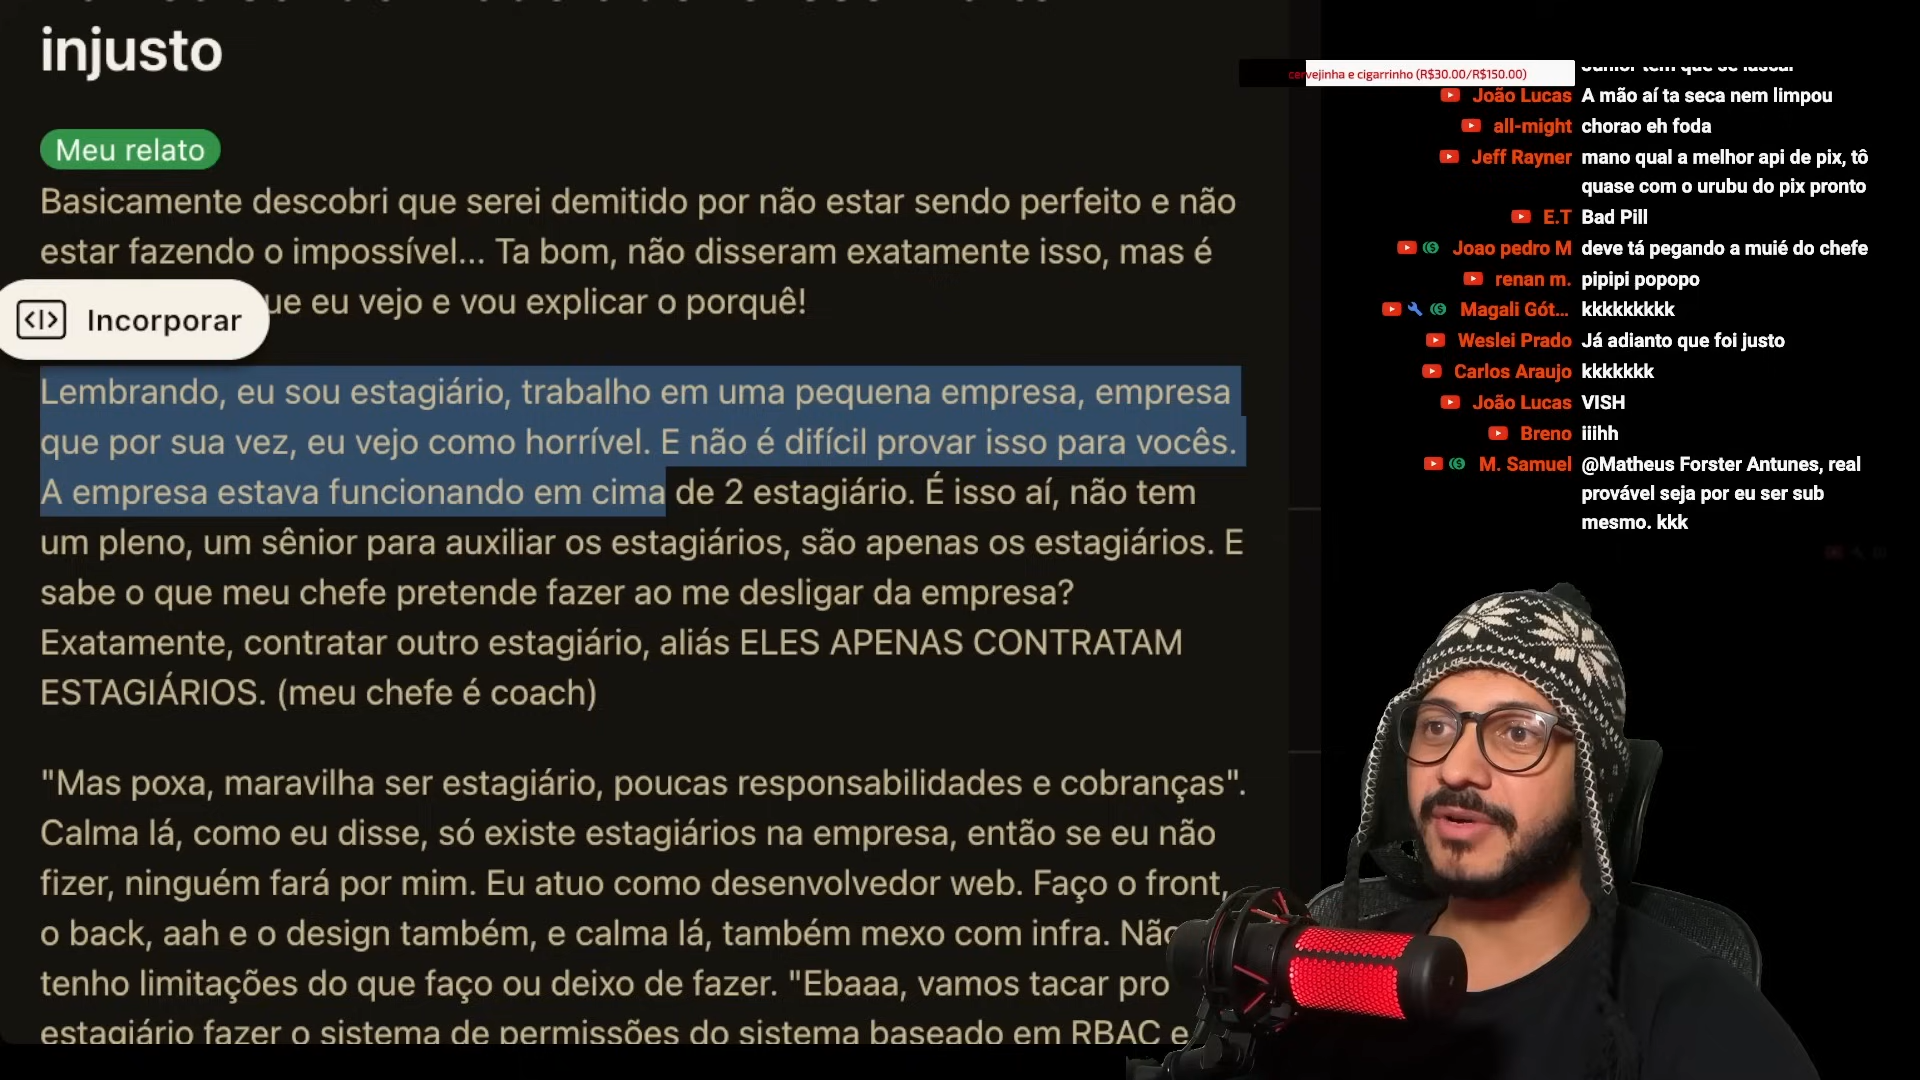 injusto
Meu relato
Basicamente descobri que serei demitido por não estar sendo perfeito e não
estar fazendo o impossível... Ta bom, não disseram exatamente isso, mas é
ue eu vejo e vou explicar o porquê!
Incorporar
Lembrando, eu sou estagiário, trabalho em uma pequena empresa, empresa
que por sua vez, eu vejo como horrível. E não é difícil provar isso para vocês.
A empresa estava funcionando em cima de 2 estagiário. É isso aí, não tem
um pleno, um sênior para auxiliar os estagiários, são apenas os estagiários. E
sabe o que meu chefe pretende fazer ao me desligar da empresa?
Exatamente, contratar outro estagiário, aliás ELES APENAS CONTRATAM
ESTAGIÁRIOS. (meu chefe é coach)
"Mas poxa, maravilha ser estagiário, poucas responsabilidades e cobranças".
Calma lá, como eu disse, só existe estagiários na empresa, então se eu não
fizer, ninguém fará por mim. Eu atuo como desenvolvedor web. Faço o front,
o back, aah e o design também, e calma lá, também mexo com infra. Não
tenho limitações do que faço ou deixo de fazer. "Ebaaa, vamos tacar pro
estagiário fazer o sistema de permissões do sistema baseado em RBAC e
cervejinha e cigarrinho (R$30.00/R$150.00)
Junior tem que se lascar
João Lucas A mão aí ta seca nem limpou
all-might chorao eh foda
Jeff Rayner mano qual a melhor api de pix, tô
quase com o urubu do pix pronto
E.T Bad Pill
Joao pedro M deve tá pegando a muié do chefe
renan m. pipipi popopo
Magali Gót... kkkkkkkkk
Weslei Prado Já adianto que foi justo
Carlos Araujo kkkkkkk
João Lucas VISH
Breno iiihh
M. Samuel @Matheus Forster Antunes, real
provável seja por eu ser sub
mesmo. kkk